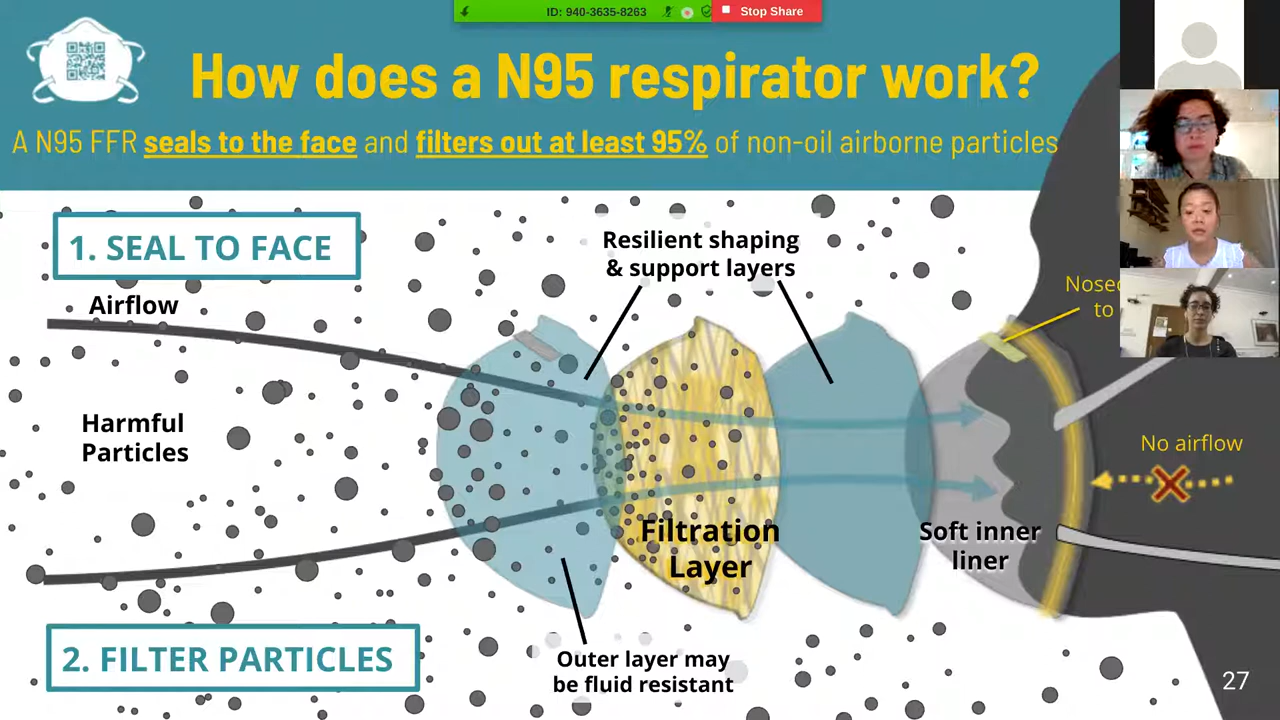 ID: 940-3635-8263
Stop Share
How does a N95 respirator work?
A N95 FFR seals to the face and filters out at least 95% of non-oil airborne particles
1. SEAL TO FACE
Resilient shaping
& support layers
Airflow
to
Harmful
Particles
No airflow
Filtration
Layer
Soft inner
liner
2. FILTER PARTICLES
Outer layer may
be fluid resistant
27